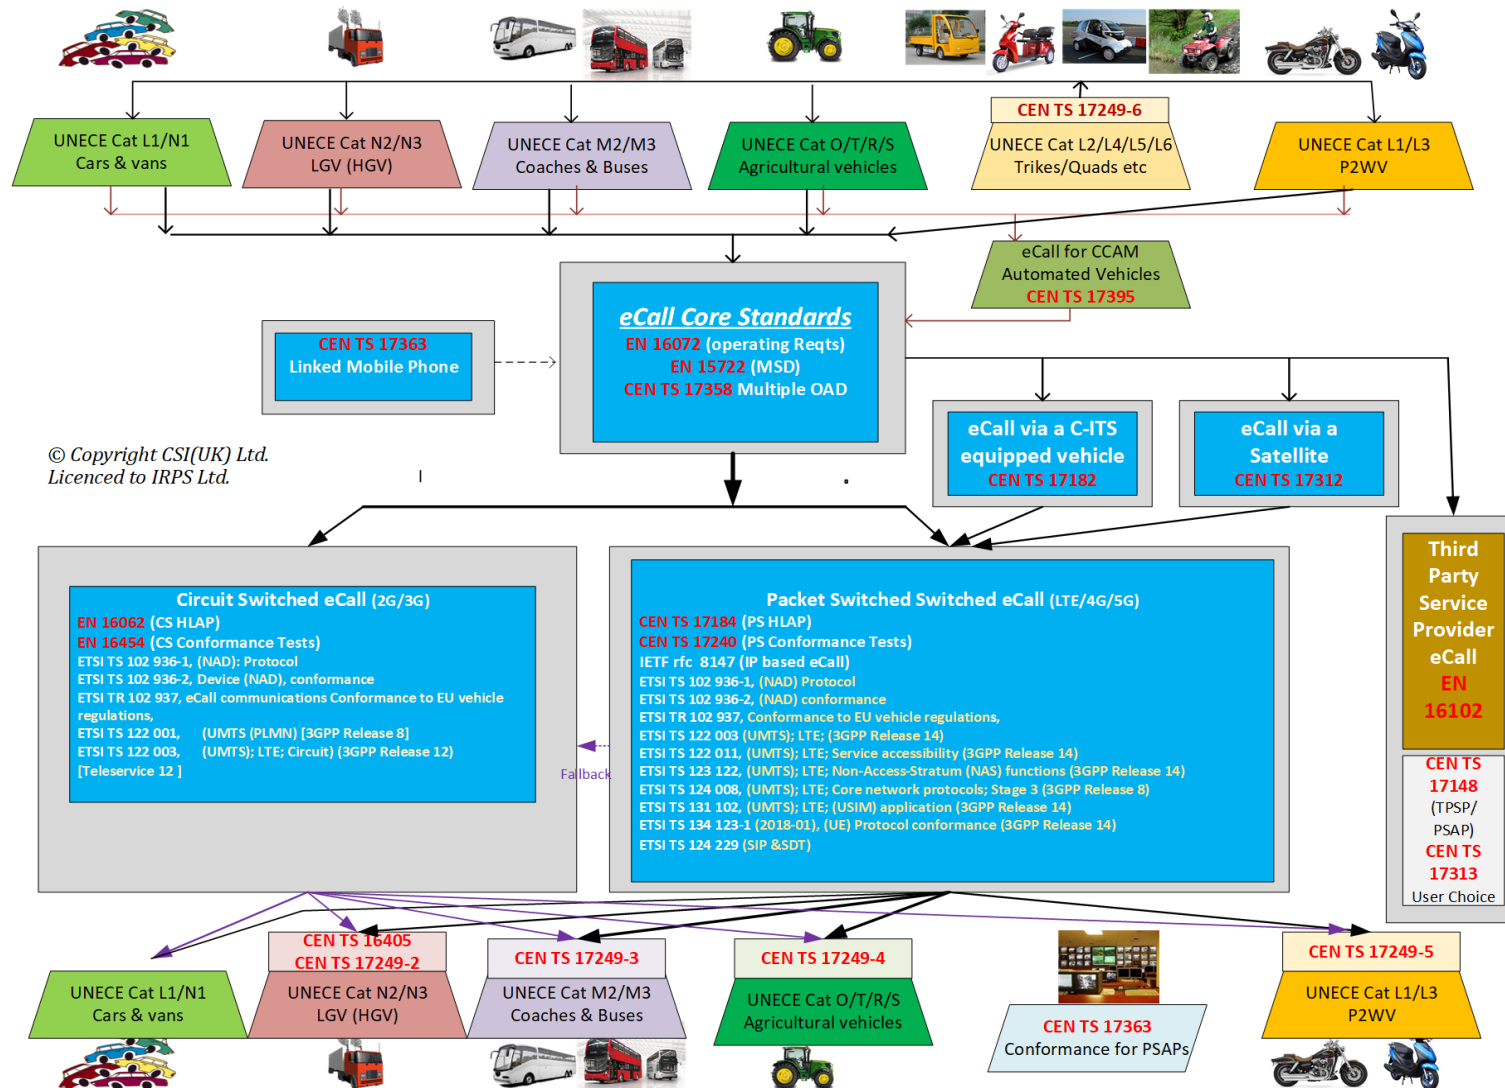 CEN TS 17249-6
UNECE Cat L1/N1
Cars & vans
UNECE Cat N2/N3
LGV (HGV)
UNECE Cat M2/M3
Coaches & Buses
UNECE Cat O/T/R/S
Agricultural vehicles
UNECE Cat L2/L4/L5/L6
Trikes/Quads etc
UNECE Cat L1/L3
P2WV
eCall for CCAM
Automated Vehicles
CEN TS 17395
eCall Core Standards
EN 16072 (operating Reqts)
EN 15722 (MSD)
CEN TS 17358 Multiple OAD
CEN TS 17363
Linked Mobile Phone
eCall via a C-ITS
equipped vehicle
CEN TS 17182
eCall via a
Satellite
CEN TS 17312
© Copyright CSI(UK) Ltd.
Licenced to IRPS Ltd.
Third
Party
Service
Provider
eCall
EN
16102
CEN TS
17148
(TPSP/
PSAP)
CEN TS
17313
User Choice
Circuit Switched eCall (2G/3G)
EN 16062 (CS HLAP)
EN 16454 (CS Conformance Tests)
ETSI TS 102 936-1, (NAD): Protocol
ETSI TS 102 936-2, Device (NAD), conformance
ETSI TR 102 937, eCall communications Conformance to EU vehicle
regulations,
ETSI TS 122 001, (UMTS (PLMN) [3GPP Release 8]
ETSI TS 122 003, (UMTS); LTE; Circuit) (3GPP Release 12)
[Teleservice 12 ]
Fallback
Packet Switched Switched eCall (LTE/4G/5G)
CEN TS 17184 (PS HLAP)
CEN TS 17240 (PS Conformance Tests)
IETF rfc 8147 (IP based eCall)
ETSI TS 102 936-1, (NAD) Protocol
ETSI TS 102 936-2, (NAD) conformance
ETSI TR 102 937, Conformance to EU vehicle regulations,
ETSI TS 122 003 (UMTS); LTE; (3GPP Release 14)
ETSI TS 122 011, (UMTS); LTE; Service accessibility (3GPP Release 14)
ETSI TS 123 122, (UMTS); LTE; Non-Access-Stratum (NAS) functions (3GPP Release 14)
ETSI TS 124 008, (UMTS); LTE; Core network protocols; Stage 3 (3GPP Release 8)
ETSI TS 131 102, (UMTS); LTE; (USIM) application (3GPP Release 14)
ETSI TS 134 123-1 (2018-01), (UE) Protocol conformance (3GPP Release 14)
ETSI TS 124 229 (SIP &SDT)
UNECE Cat L1/N1
Cars & vans
CEN TS 16405
CEN TS 17249-2
UNECE Cat N2/N3
LGV (HGV)
CEN TS 17249-3
UNECE Cat M2/M3
Coaches & Buses
CEN TS 17249-4
UNECE Cat O/T/R/S
Agricultural vehicles
CEN TS 17363
Conformance for PSAPs
CEN TS 17249-5
UNECE Cat L1/L3
P2WV